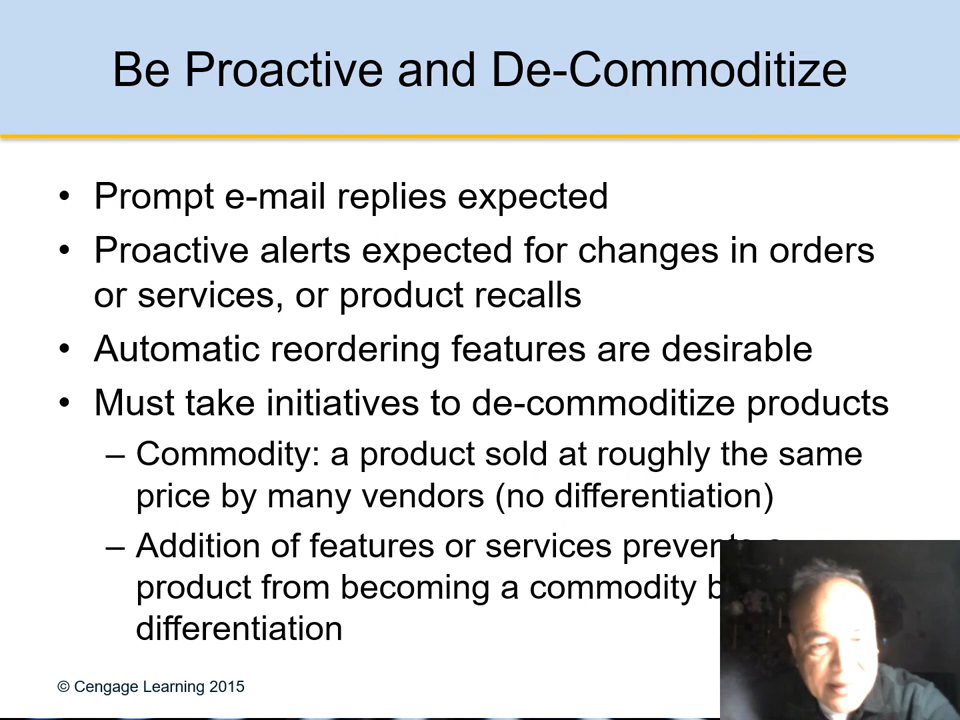 Be Proactive and De-Commoditize
• Prompt e-mail replies expected
• Proactive alerts expected for changes in orders
or services, or product recalls
• Automatic reordering features are desirable
• Must take initiatives to de-commoditize products
– Commodity: a product sold at roughly the same
price by many vendors (no differentiation)
– Addition of features or services prevents a
product from becoming a commodity
differentiation
© Cengage Learning 2015